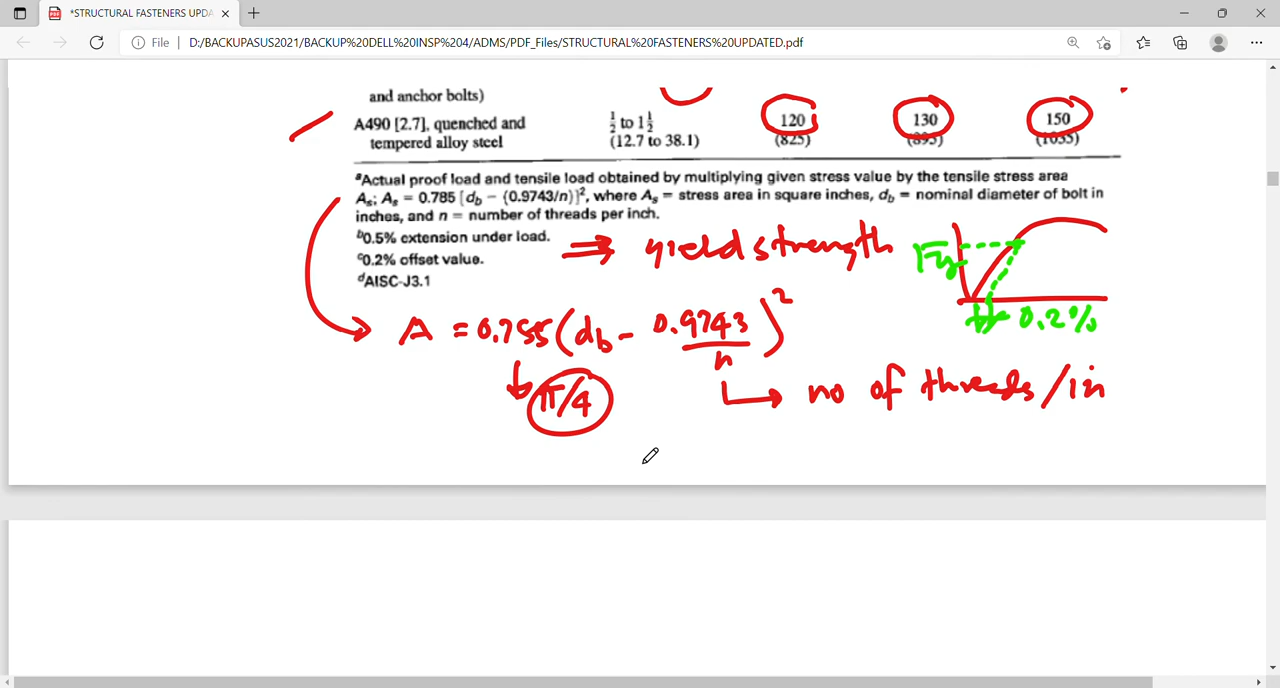 *STRUCTURAL FASTENERS UPDA
File | D:/BACKUPASUS2021/BACKUP%20DELL%20INSP%204/ADMS/PDF_Files/STRUCTURAL%20FASTENERS%20UPDATED.pdf
and anchor bolts)
A490 [2.7], quenched and 1/2 to 1 1/2 120 130 150
tempered alloy steel (12.7 to 38.1) (825) (895) (1035)
ᵃActual proof load and tensile load obtained by multiplying given stress value by the tensile stress area
Aₛ; Aₛ = 0.785 [d_b − (0.9743/n)]², where Aₛ = stress area in square inches, d_b = nominal diameter of bolt in
inches, and n = number of threads per inch.
ᵇ0.5% extension under load.
⇒ yield strength
Fy
ᶜ0.2% offset value.
ᵈAISC-J3.1
0.2%
A = 0.755 (d_b − 0.9743/n)²
π/4
no of threads/in